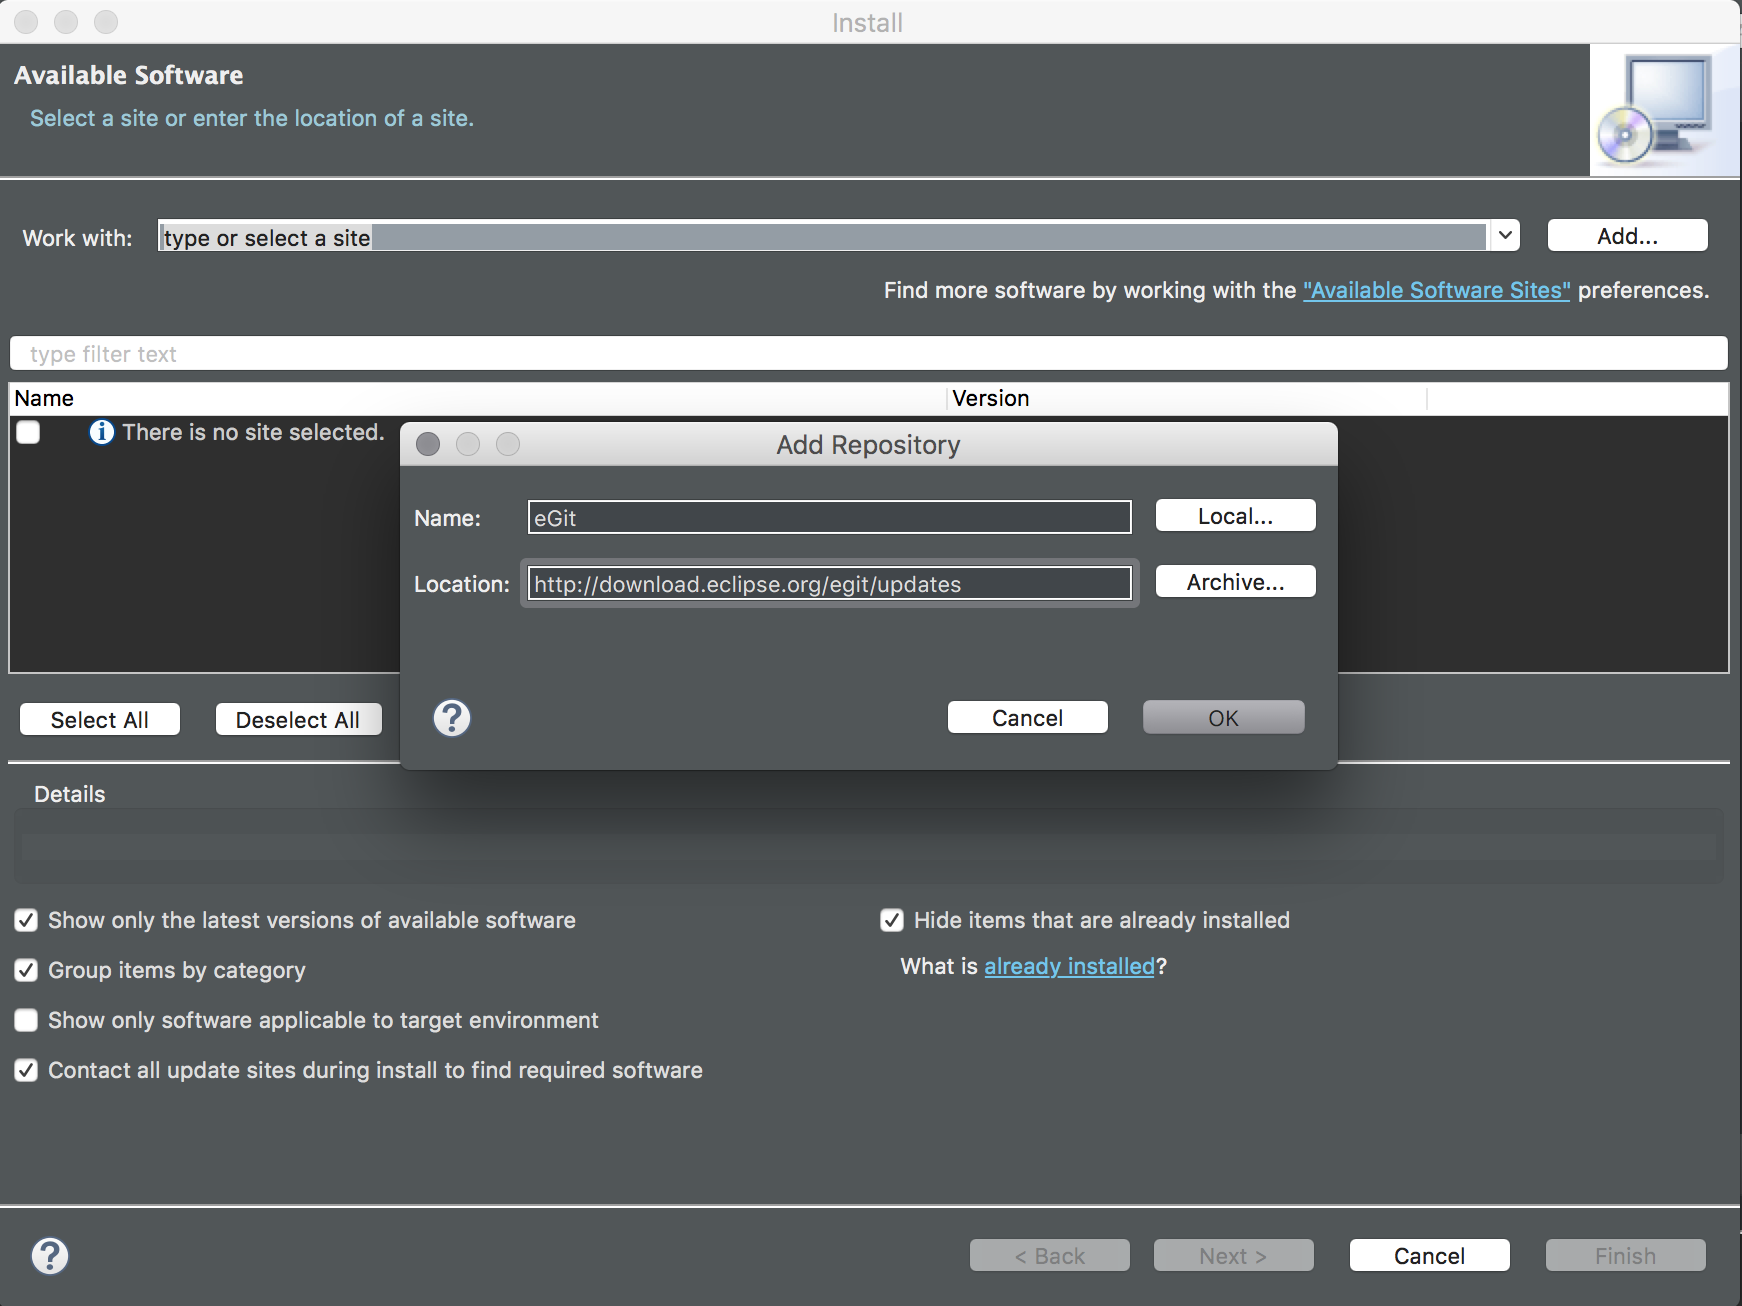 Install
Available Software
Select a site or enter the location of a site.
Work with: type or select a site Add...
Find more software by working with the "Available Software Sites" preferences.
type filter text
Name Version
There is no site selected.
Add Repository
Name: eGit Local...
Location: http://download.eclipse.org/egit/updates Archive...
? Cancel OK
Select All Deselect All
Details
Show only the latest versions of available software
Hide items that are already installed
Group items by category
What is already installed?
Show only software applicable to target environment
Contact all update sites during install to find required software
? < Back Next > Cancel Finish